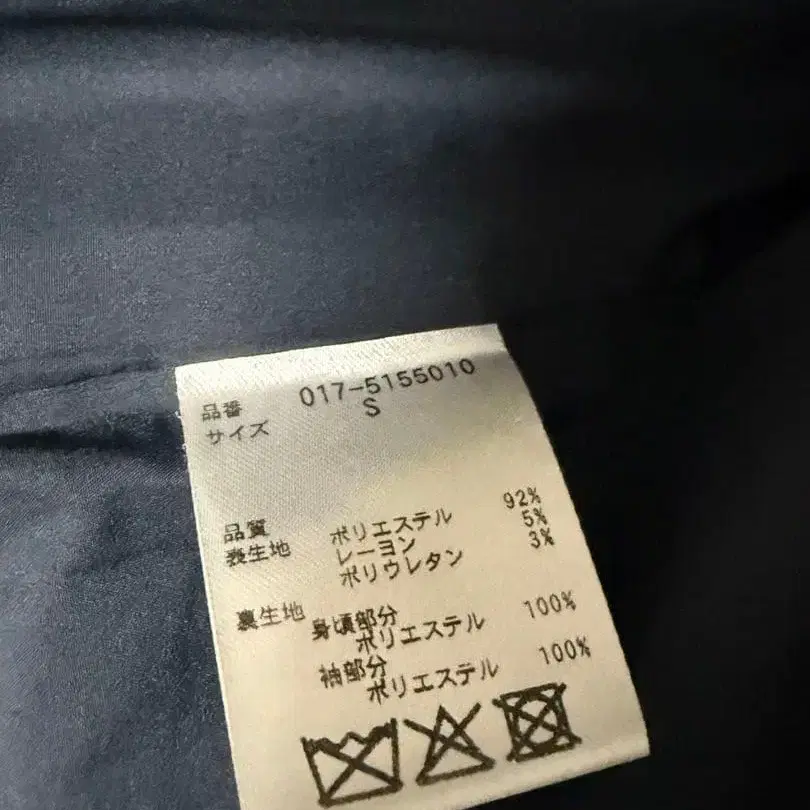 品番 017-5155010
サイズ S
品質 ポリエステル 92%
表生地 レーヨン 5%
ポリウレタン 3%
裏生地 身頃部分
ポリエステル 100%
袖部分
ポリエステル 100%